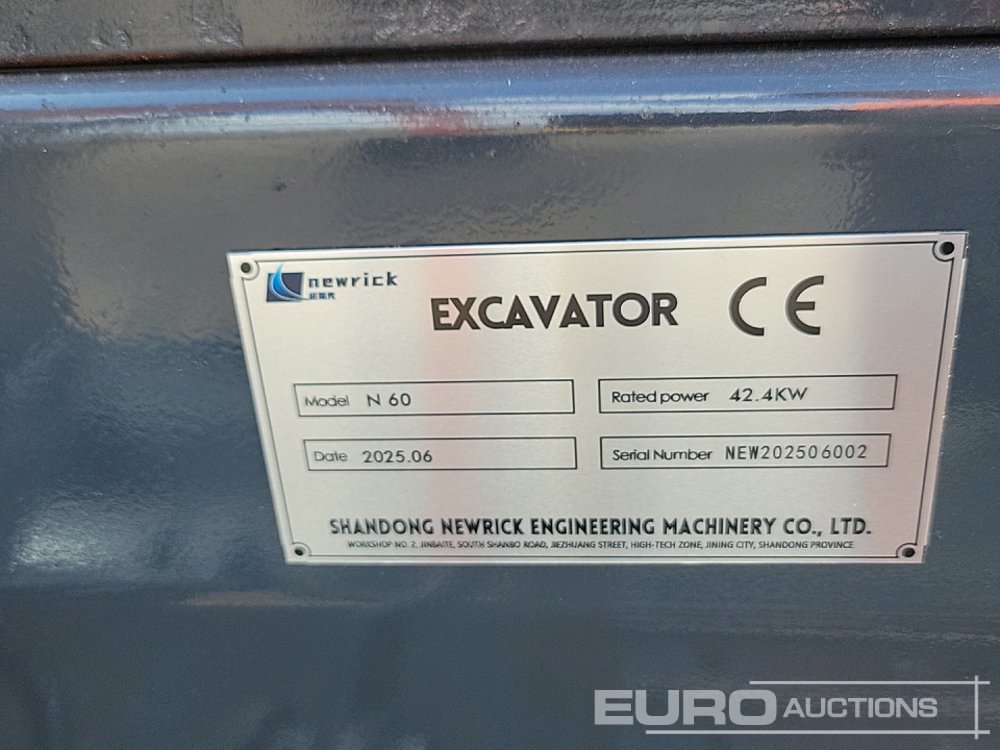 newrick
EXCAVATOR CE
Model N 60
Rated power 42.4KW
Date 2025.06
Serial Number NEW202506002
SHANDONG NEWRICK ENGINEERING MACHINERY CO., LTD.
WORKSHOP NO. 2, JINBAITE, SOUTH SHANBO ROAD, JIEZHUANG STREET, HIGH-TECH ZONE, JINING CITY, SHANDONG PROVINCE
EURO AUCTIONS